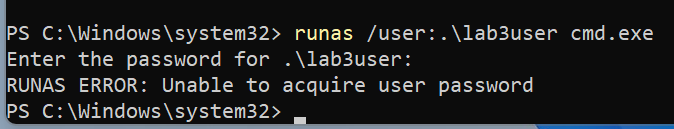 PS C:\Windows\system32> runas /user:.\lab3user cmd.exe
Enter the password for .\lab3user:
RUNAS ERROR: Unable to acquire user password
PS C:\Windows\system32>